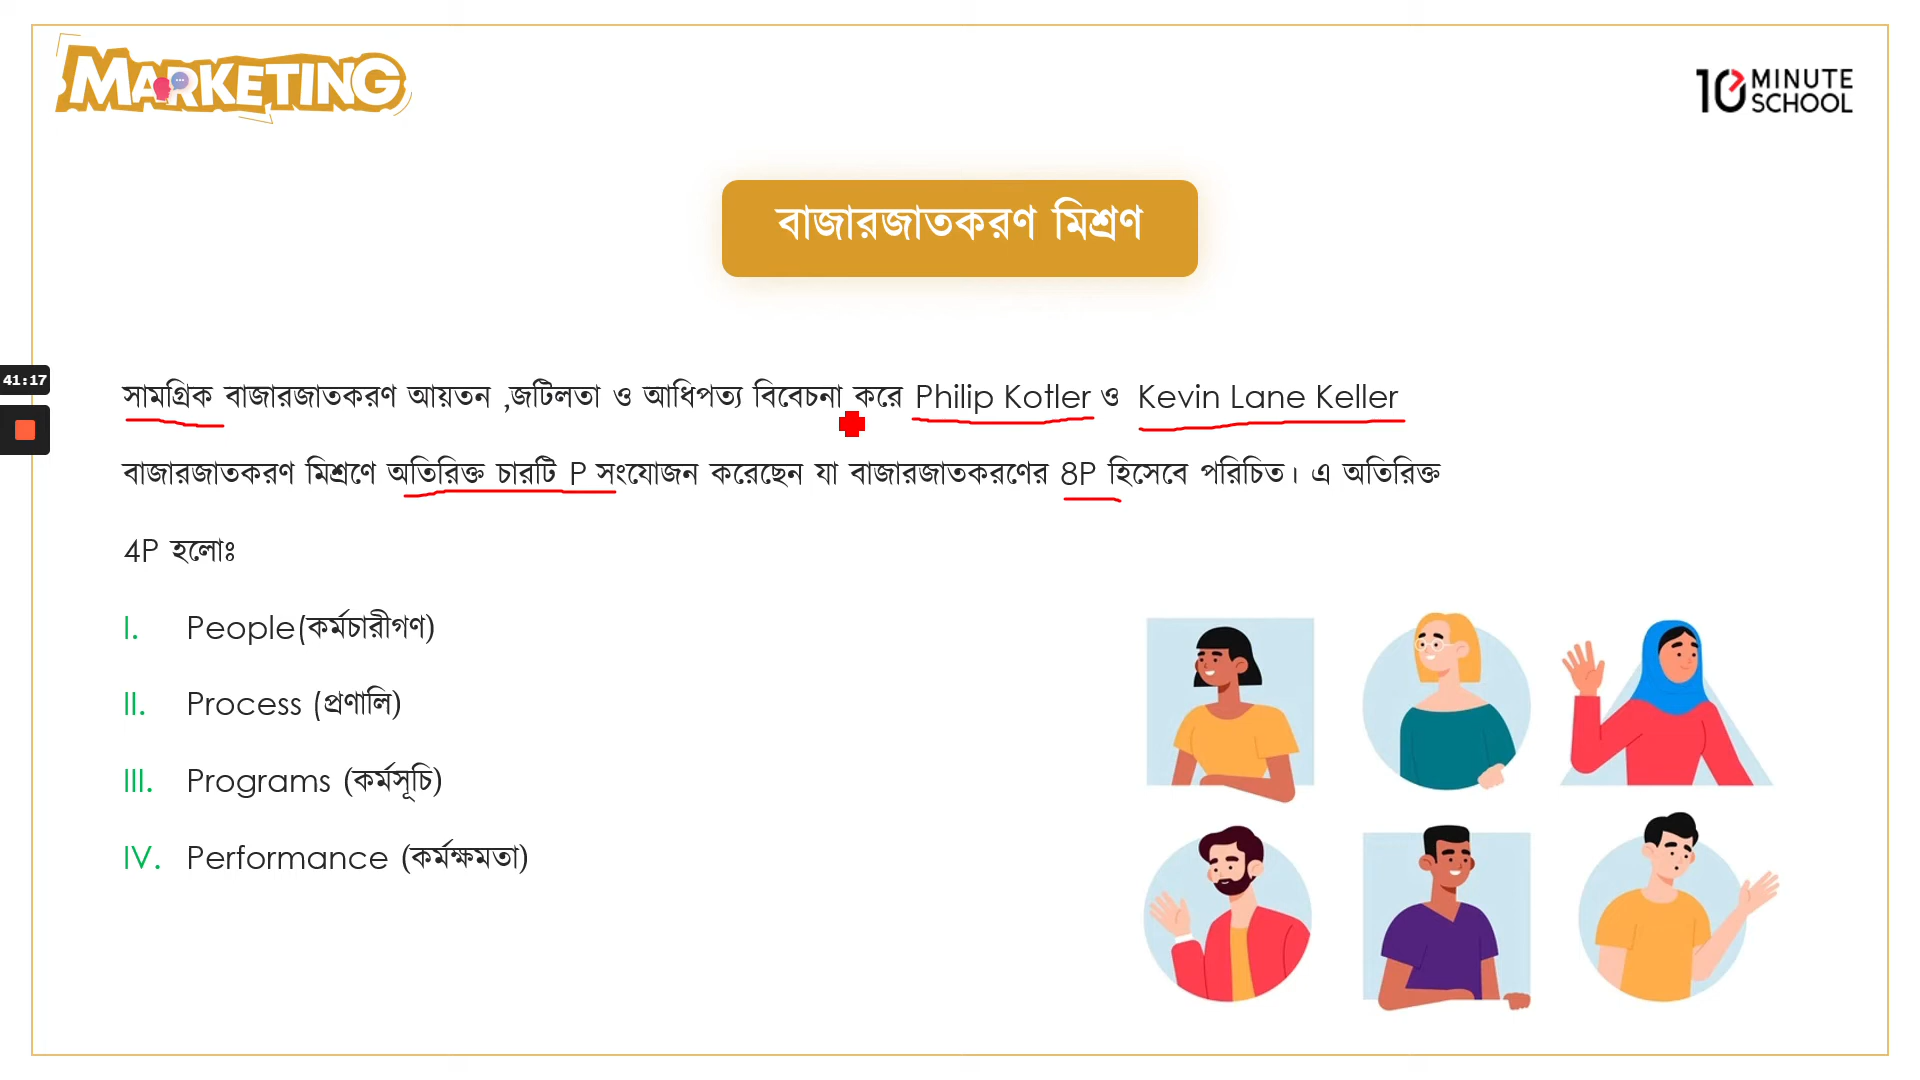 MARKETING
10 MINUTE SCHOOL
বাজারজাতকরণ মিশ্রণ
41:17
সামগ্রিক বাজারজাতকরণ আয়তন ,জটিলতা ও আধিপত্য বিবেচনা করে Philip Kotler ও Kevin Lane Keller
বাজারজাতকরণ মিশ্রণে অতিরিক্ত চারটি P সংযোজন করেছেন যা বাজারজাতকরণের 8P হিসেবে পরিচিত। এ অতিরিক্ত
4P হলোঃ
I. People(কর্মচারীগণ)
II. Process (প্রণালি)
III. Programs (কর্মসূচি)
IV. Performance (কর্মক্ষমতা)